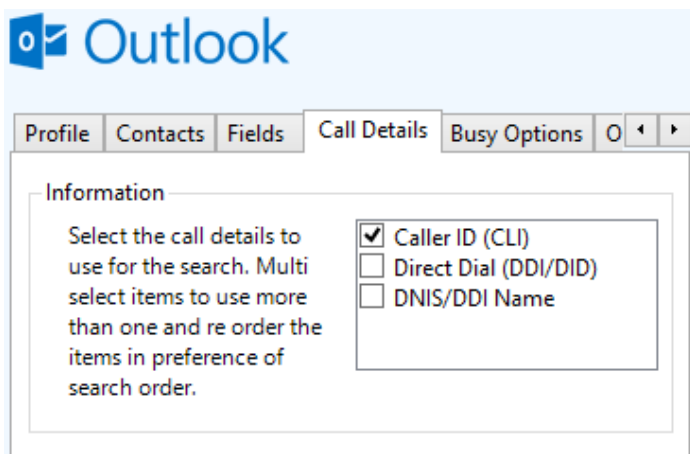 Outlook
Profile Contacts Fields Call Details Busy Options O
Information
Select the call details to
use for the search. Multi
select items to use more
than one and re order the
items in preference of
search order.
Caller ID (CLI)
Direct Dial (DDI/DID)
DNIS/DDI Name